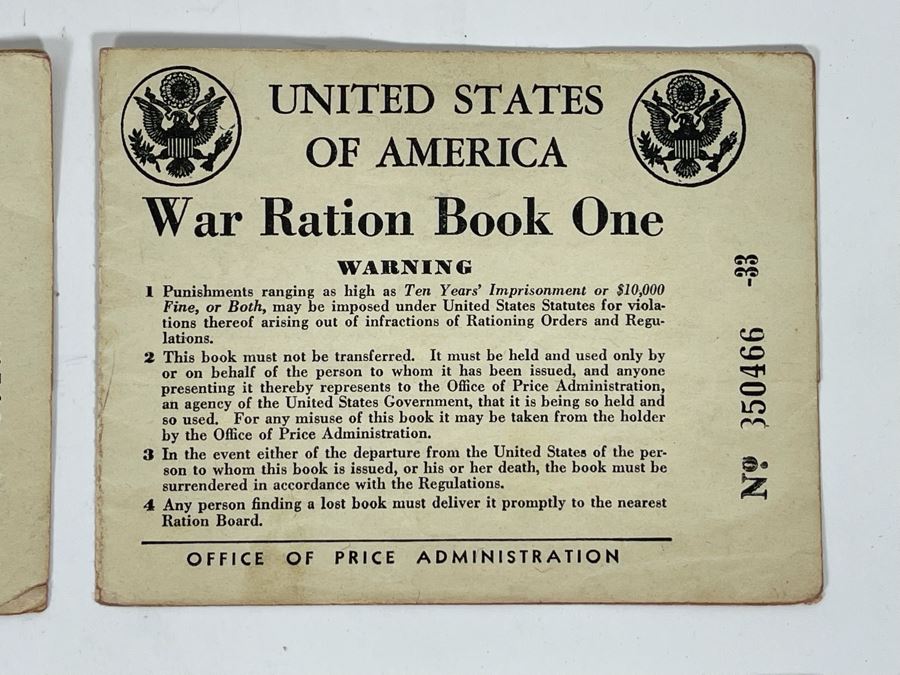 UNITED STATES
OF AMERICA
War Ration Book One
WARNING
1 Punishments ranging as high as Ten Years' Imprisonment or $10,000
Fine, or Both, may be imposed under United States Statutes for viola-
tions thereof arising out of infractions of Rationing Orders and Regu-
lations.
2 This book must not be transferred. It must be held and used only by
or on behalf of the person to whom it has been issued, and anyone
presenting it thereby represents to the Office of Price Administration,
an agency of the United States Government, that it is being so held and
so used. For any misuse of this book it may be taken from the holder
by the Office of Price Administration.
3 In the event either of the departure from the United States of the per-
son to whom this book is issued, or his or her death, the book must be
surrendered in accordance with the Regulations.
4 Any person finding a lost book must deliver it promptly to the nearest
Ration Board.
OFFICE OF PRICE ADMINISTRATION
Nº 350466 -33